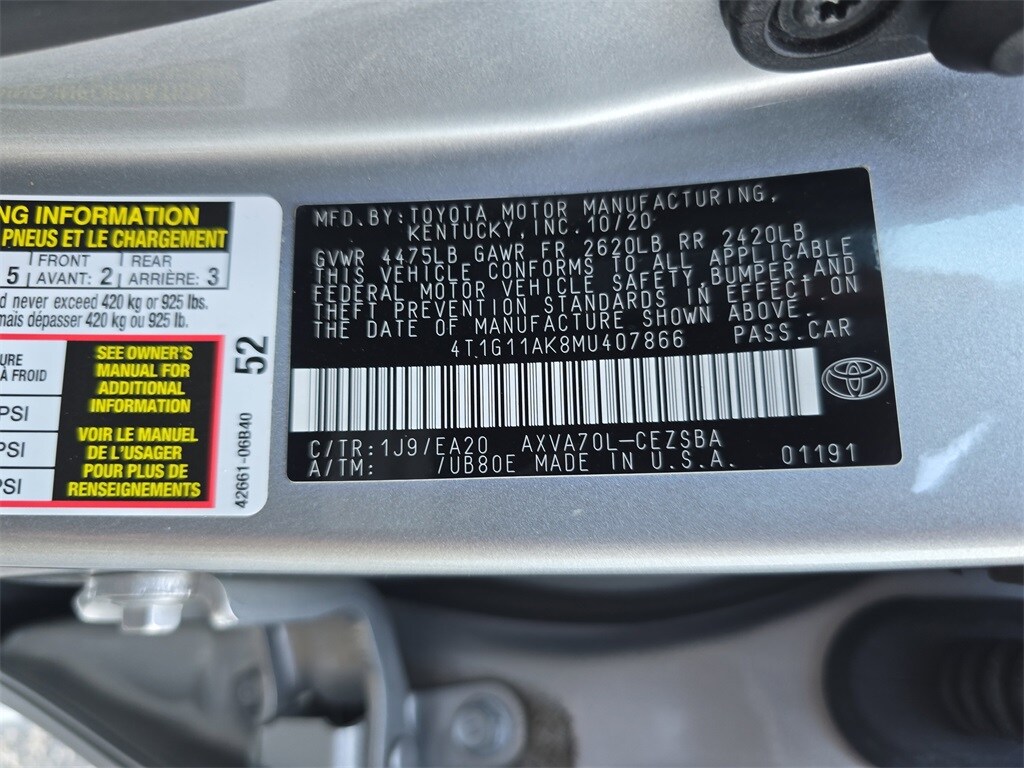 NG INFORMATION
PNEUS ET LE CHARGEMENT
5 FRONT AVANT: 2 REAR ARRIÈRE: 3
d never exceed 420 kg or 925 lbs.
mais dépasser 420 kg ou 925 lb.
URE
À FROID
PSI
PSI
PSI
SEE OWNER'S
MANUAL FOR
ADDITIONAL
INFORMATION
VOIR LE MANUEL
DE L'USAGER
POUR PLUS DE
RENSEIGNEMENTS
52
42661-06B40
MFD.BY:TOYOTA MOTOR MANUFACTURING,
KENTUCKY,INC.10/20
GVWR 4475LB GAWR FR 2620LB RR 2420LB
THIS VEHICLE CONFORMS TO ALL APPLICABLE
FEDERAL MOTOR VEHICLE SAFETY,BUMPER,AND
THEFT PREVENTION STANDARDS IN EFFECT ON
THE DATE OF MANUFACTURE SHOWN ABOVE.
4T1G11AK8MU407866 PASS.CAR
C/TR:1J9/EA20 AXVA70L-CEZSBA
A/TM: /UB80E MADE IN U.S.A. 01191